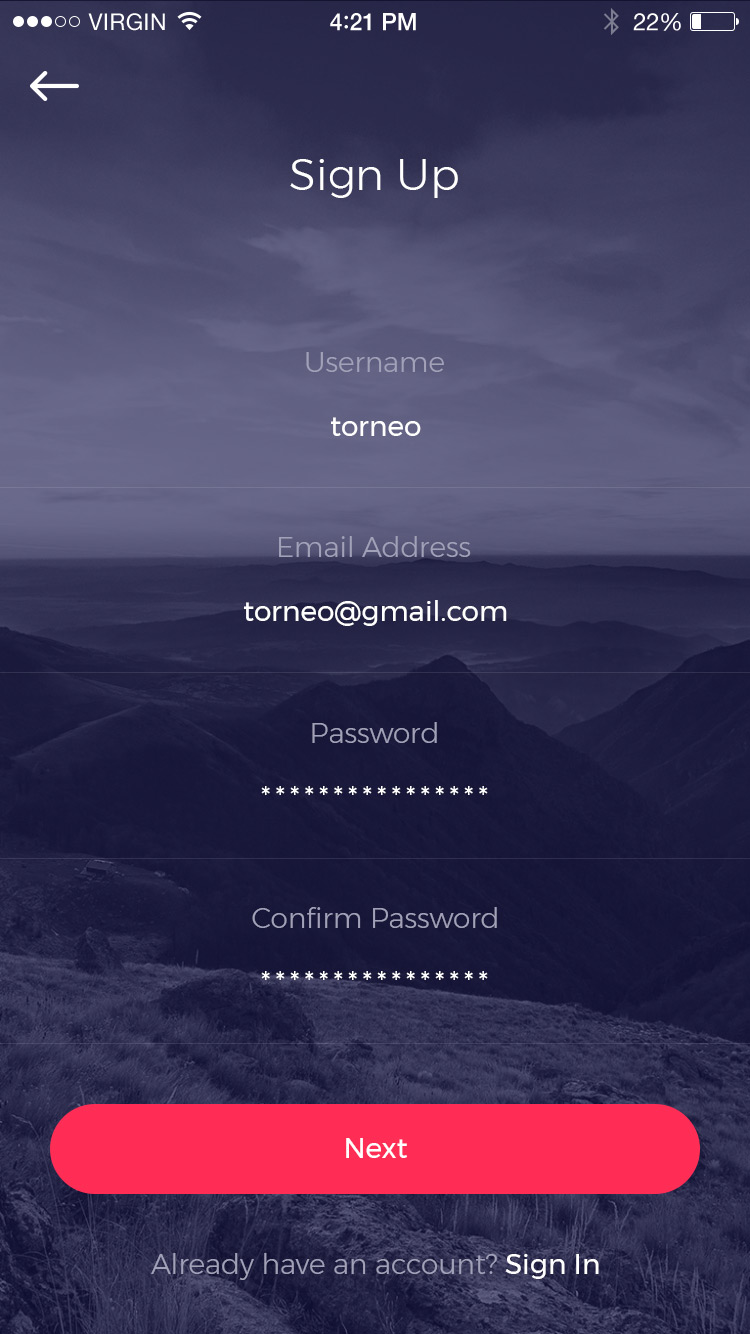 VIRGIN 4:21 PM 22%
Sign Up
Username
torneo
Email Address
torneo@gmail.com
Password
****************
Confirm Password
****************
Next
Already have an account? Sign In